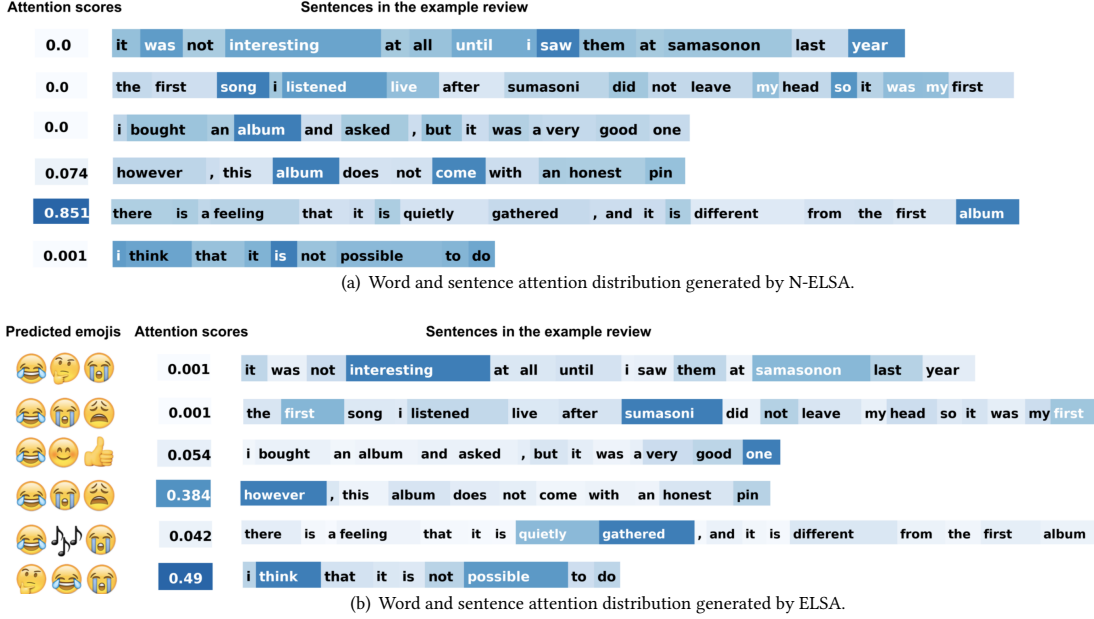 Attention scores Sentences in the example review
0.0 it was not interesting at all until i saw them at samasonon last year
0.0 the first song i listened live after sumasoni did not leave my head so it was my first
0.0 i bought an album and asked , but it was a very good one
0.074 however , this album does not come with an honest pin
0.851 there is a feeling that it is quietly gathered , and it is different from the first album
0.001 i think that it is not possible to do
(a) Word and sentence attention distribution generated by N-ELSA.
Predicted emojis Attention scores Sentences in the example review
0.001 it was not interesting at all until i saw them at samasonon last year
0.001 the first song i listened live after sumasoni did not leave my head so it was my first
0.054 i bought an album and asked , but it was a very good one
0.384 however , this album does not come with an honest pin
0.042 there is a feeling that it is quietly gathered , and it is different from the first album
0.49 i think that it is not possible to do
(b) Word and sentence attention distribution generated by ELSA.